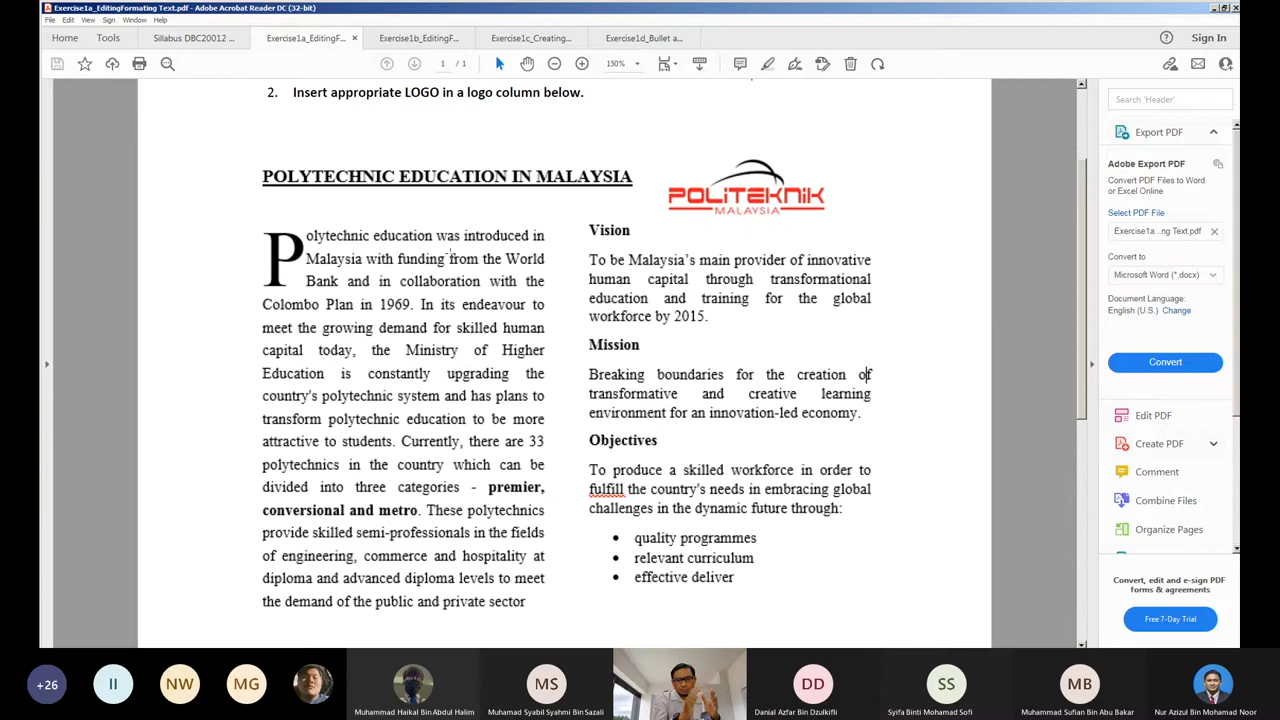 Exercise1a_EditingFormating Text.pdf - Adobe Acrobat Reader DC (32-bit)
File Edit View Sign Window Help
Home Tools Sillabus DBC20012 ... Exercise1a_EditingF... Exercise1b_EditingF... Exercise1c_Creating... Exercise1d_Bullet a... Sign In
1 / 1 150%
2. Insert appropriate LOGO in a logo column below.
POLYTECHNIC EDUCATION IN MALAYSIA
POLITEKNIK
MALAYSIA
Polytechnic education was introduced in
Malaysia with funding from the World
Bank and in collaboration with the
Colombo Plan in 1969. In its endeavour to
meet the growing demand for skilled human
capital today, the Ministry of Higher
Education is constantly upgrading the
country's polytechnic system and has plans to
transform polytechnic education to be more
attractive to students. Currently, there are 33
polytechnics in the country which can be
divided into three categories - premier,
conversional and metro. These polytechnics
provide skilled semi-professionals in the fields
of engineering, commerce and hospitality at
diploma and advanced diploma levels to meet
the demand of the public and private sector
Vision
To be Malaysia's main provider of innovative
human capital through transformational
education and training for the global
workforce by 2015.
Mission
Breaking boundaries for the creation of
transformative and creative learning
environment for an innovation-led economy.
Objectives
To produce a skilled workforce in order to
fulfill the country's needs in embracing global
challenges in the dynamic future through:
• quality programmes
• relevant curriculum
• effective deliver
Search 'Header'
Export PDF
Adobe Export PDF
Convert PDF Files to Word
or Excel Online
Select PDF File
Exercise1a...ng Text.pdf
Convert to
Microsoft Word (*.docx)
Document Language:
English (U.S.) Change
Convert
Edit PDF
Create PDF
Comment
Combine Files
Organize Pages
Convert, edit and e-sign PDF
forms & agreements
Free 7-Day Trial
+26 II NW MG MS DD SS MB
Muhammad Haikal Bin Abdul Halim Muhamad Syabil Syahmi Bin Sazali Danial Azfar Bin Dzulkifli Syifa Binti Mohamad Sofi Muhammad Sufian Bin Abu Bakar Nur Azizul Bin Mohamad Noor